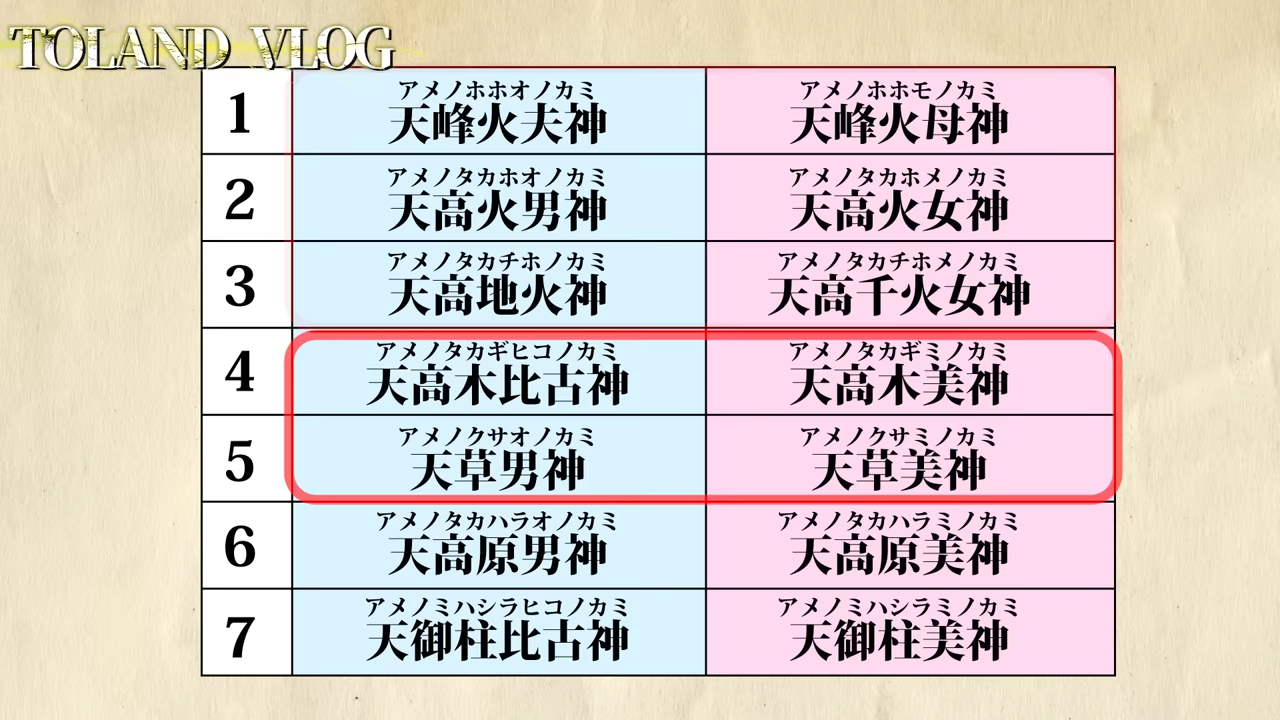 TOLAND VLOG
1
アメノホホオノカミ
天峰火夫神
アメノホホモノカミ
天峰火母神
2
アメノタカホオノカミ
天高火男神
アメノタカホメノカミ
天高火女神
3
アメノタカチホノカミ
天高地火神
アメノタカチホメノカミ
天高千火女神
4
アメノタカギヒコノカミ
天高木比古神
アメノタカギミノカミ
天高木美神
5
アメノクサオノカミ
天草男神
アメノクサミノカミ
天草美神
6
アメノタカハラオノカミ
天高原男神
アメノタカハラミノカミ
天高原美神
7
アメノミハシラヒコノカミ
天御柱比古神
アメノミハシラミノカミ
天御柱美神